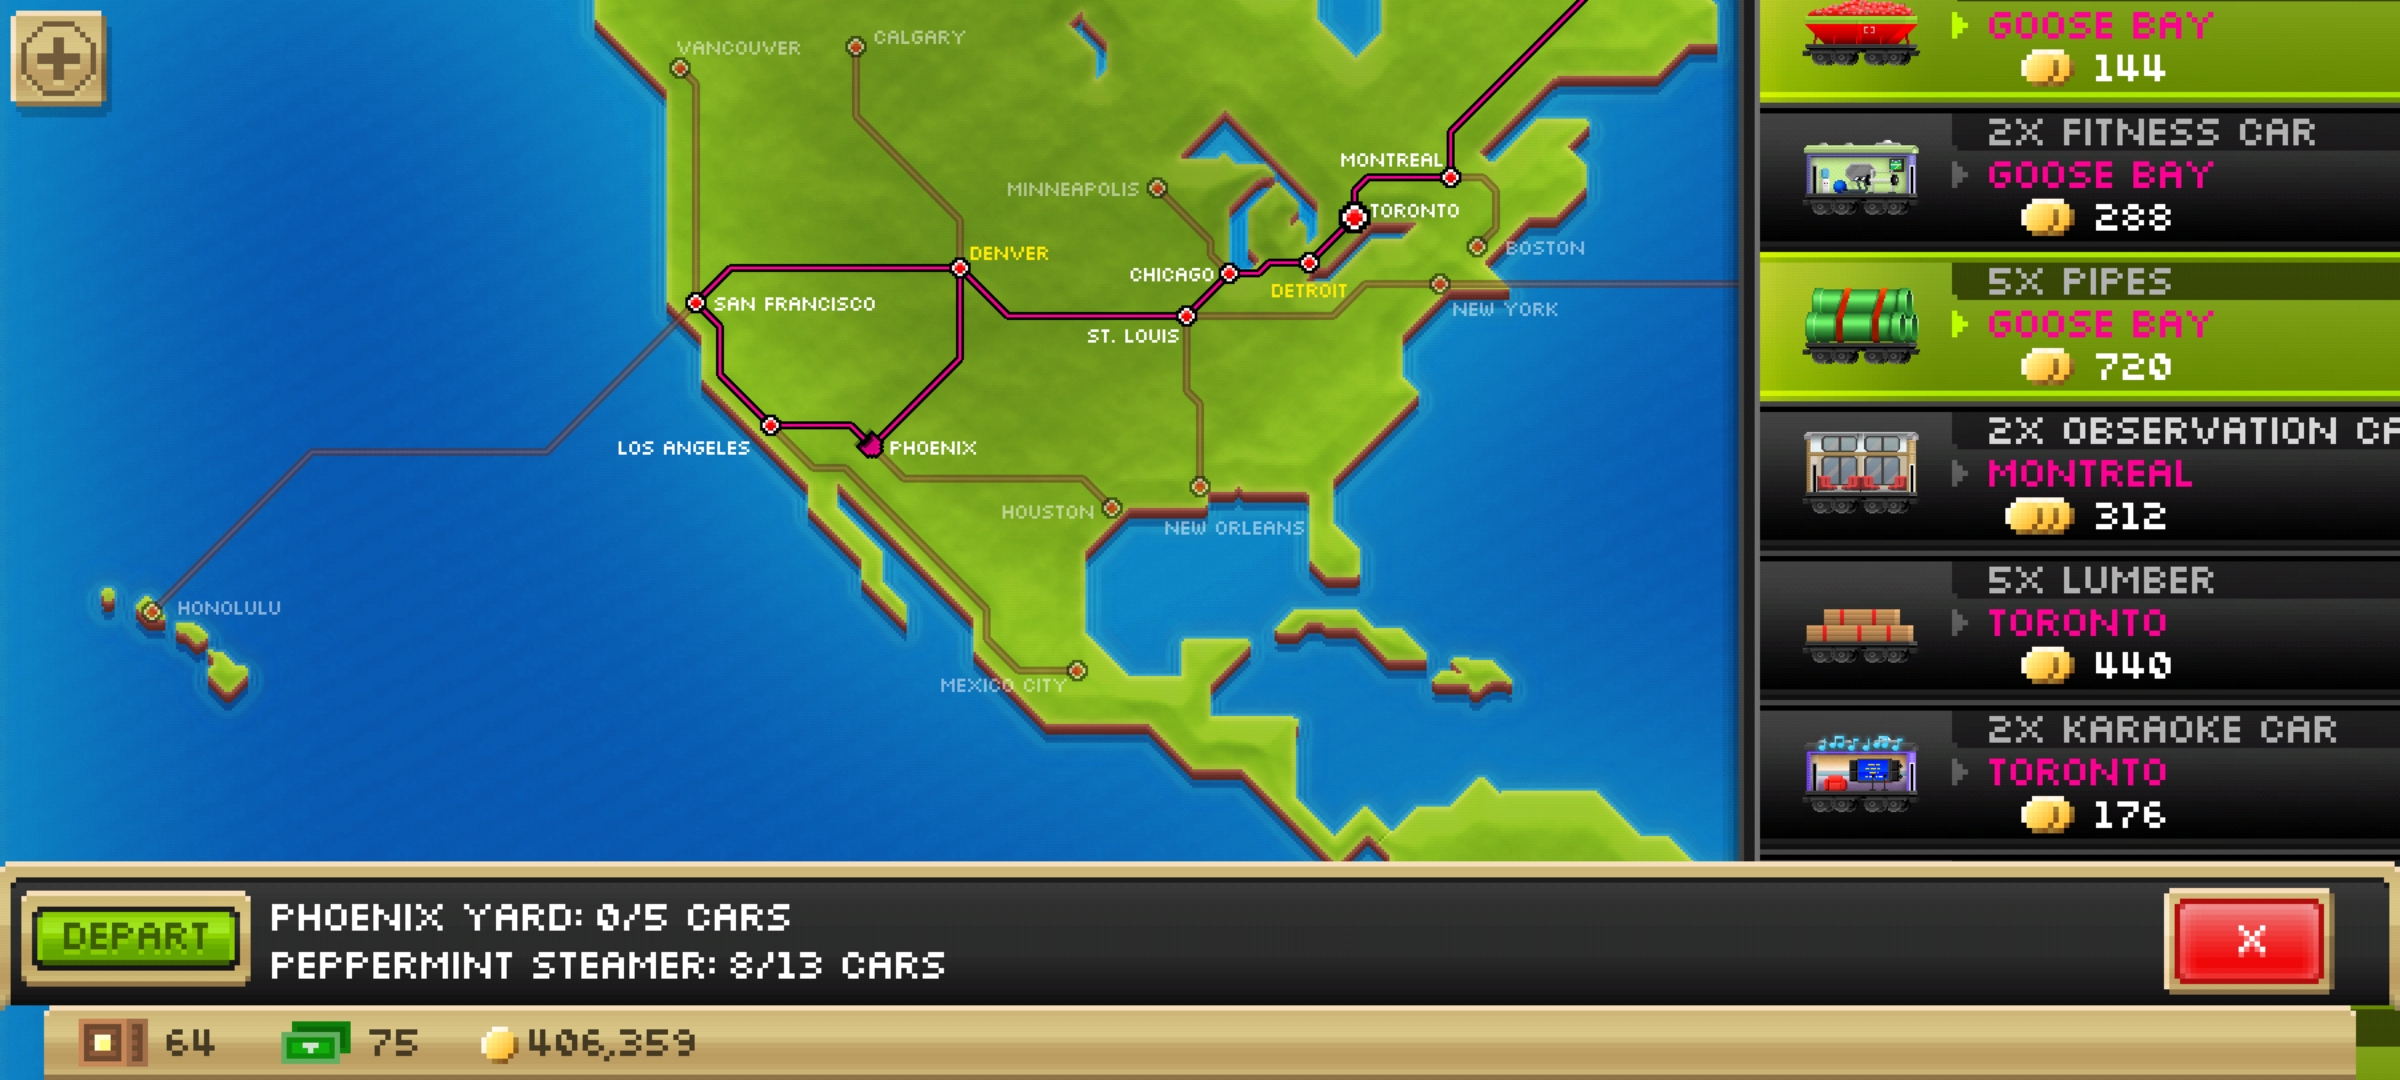 VANCOUVER
CALGARY
MINNEAPOLIS
MONTREAL
TORONTO
DENVER
CHICAGO
BOSTON
DETROIT
SAN FRANCISCO
NEW YORK
ST. LOUIS
LOS ANGELES
PHOENIX
HOUSTON
NEW ORLEANS
HONOLULU
MEXICO CITY
GOOSE BAY
144
2X FITNESS CAR
GOOSE BAY
288
5X PIPES
GOOSE BAY
720
2X OBSERVATION CA
MONTREAL
312
5X LUMBER
TORONTO
440
2X KARAOKE CAR
TORONTO
176
DEPART
PHOENIX YARD: 0/5 CARS
PEPPERMINT STEAMER: 8/13 CARS
X
64
75
406,359